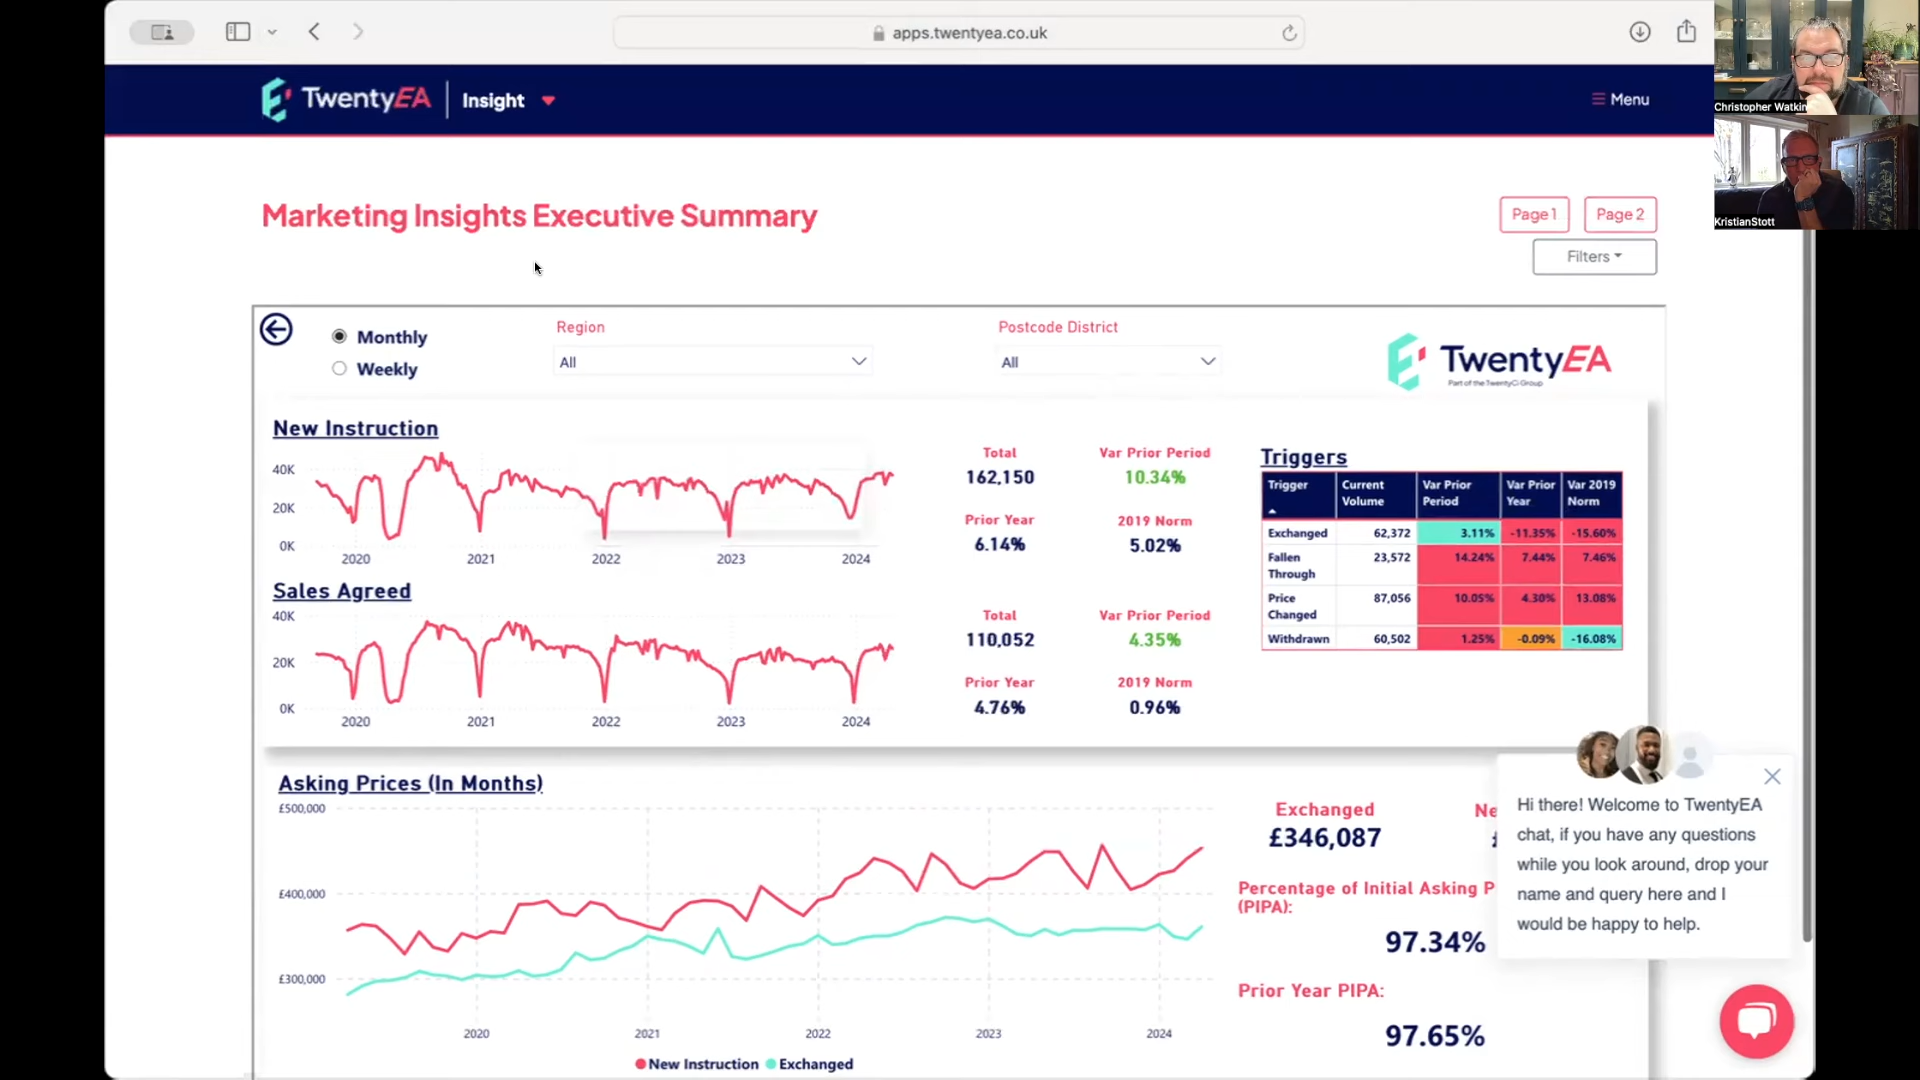 apps.twentyea.co.uk
TwentyEA Insight
Menu
Christopher Watkin
KristianStott
Marketing Insights Executive Summary
Page 1
Page 2
Filters
Monthly
Weekly
Region
All
Postcode District
All
TwentyEA
Part of the TwentyCi Group
New Instruction
40K
20K
0K
2020 2021 2022 2023 2024
Total
162,150
Var Prior Period
10.34%
Prior Year
6.14%
2019 Norm
5.02%
Triggers
Trigger Current Volume Var Prior Period Var Prior Year Var 2019 Norm
Exchanged 62,372 3.11% -11.35% -15.60%
Fallen Through 23,572 14.24% 7.44% 7.46%
Price Changed 87,056 10.05% 4.30% 13.08%
Withdrawn 60,502 1.25% -0.09% -16.08%
Sales Agreed
40K
20K
0K
2020 2021 2022 2023 2024
Total
110,052
Var Prior Period
4.35%
Prior Year
4.76%
2019 Norm
0.96%
Asking Prices (In Months)
£500,000
£400,000
£300,000
2020 2021 2022 2023 2024
New Instruction Exchanged
Exchanged
£346,087
Ne
Percentage of Initial Asking P
(PIPA):
97.34%
Prior Year PIPA:
97.65%
Hi there! Welcome to TwentyEA
chat, if you have any questions
while you look around, drop your
name and query here and I
would be happy to help.